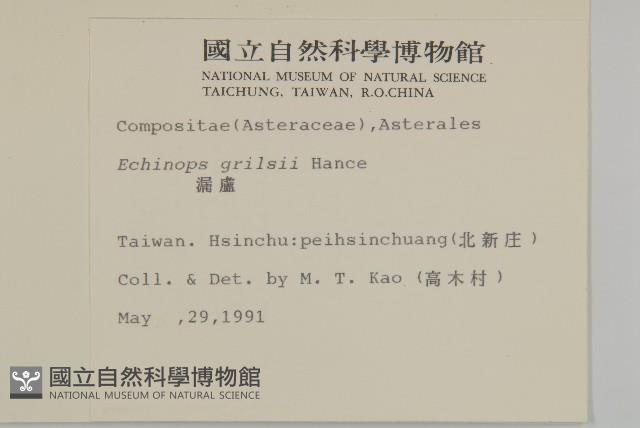 國立自然科學博物館
NATIONAL MUSEUM OF NATURAL SCIENCE
TAICHUNG, TAIWAN, R.O.CHINA
Compositae(Asteraceae),Asterales
Echinops grilsii Hance
漏盧
Taiwan. Hsinchu:peihsinchuang(北新庄)
Coll. & Det. by M. T. Kao (高木村)
May ,29,1991
國立自然科學博物館
NATIONAL MUSEUM OF NATURAL SCIENCE